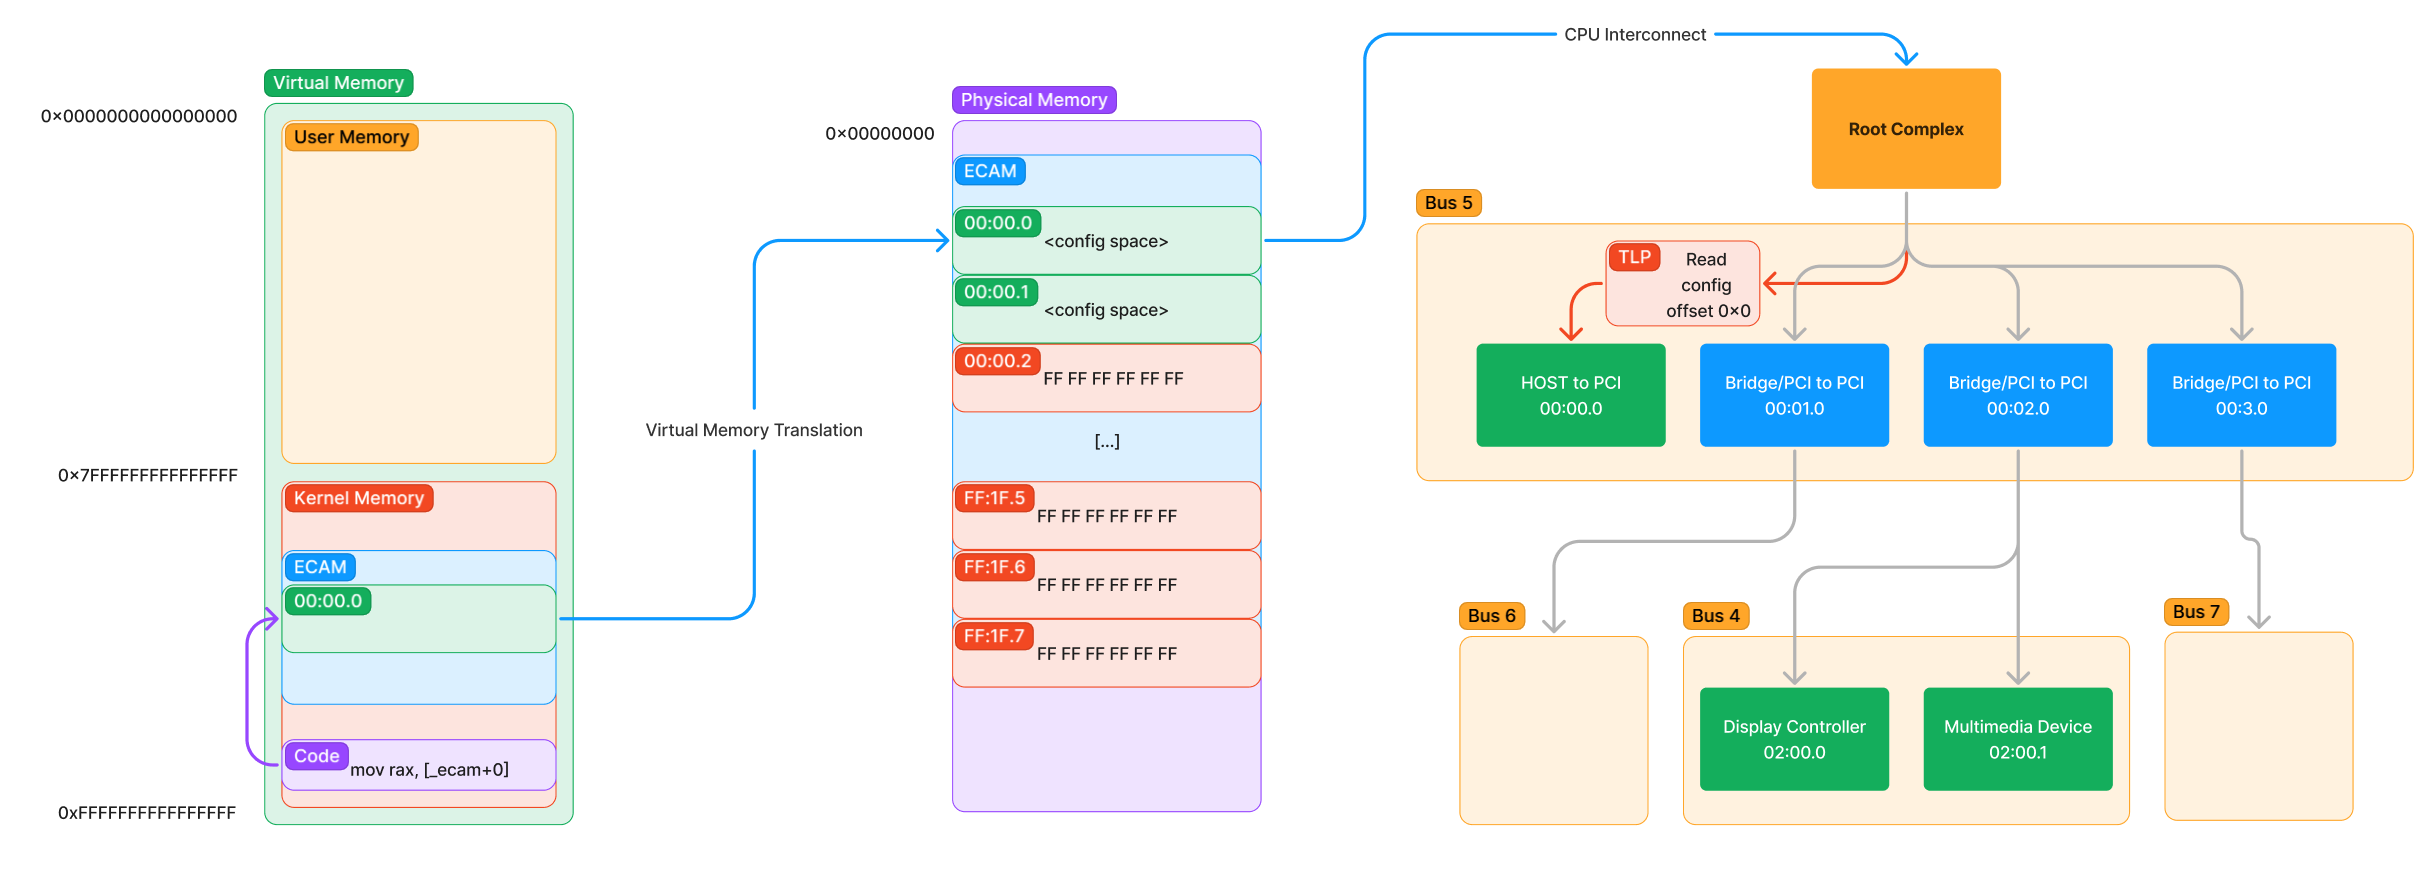 Virtual Memory
0×0000000000000000
User Memory
0×7FFFFFFFFFFFFFFF
Kernel Memory
ECAM
00:00.0
Code
mov rax, [_ecam+0]
0xFFFFFFFFFFFFFFFF
Virtual Memory Translation
Physical Memory
0×00000000
ECAM
00:00.0
<config space>
00:00.1
<config space>
00:00.2
FF FF FF FF FF FF
[...]
FF:1F.5
FF FF FF FF FF FF
FF:1F.6
FF FF FF FF FF FF
FF:1F.7
FF FF FF FF FF FF
CPU Interconnect
Root Complex
Bus 5
TLP
Read
config
offset 0×0
HOST to PCI
00:00.0
Bridge/PCI to PCI
00:01.0
Bridge/PCI to PCI
00:02.0
Bridge/PCI to PCI
00:3.0
Bus 6
Bus 4
Display Controller
02:00.0
Multimedia Device
02:00.1
Bus 7